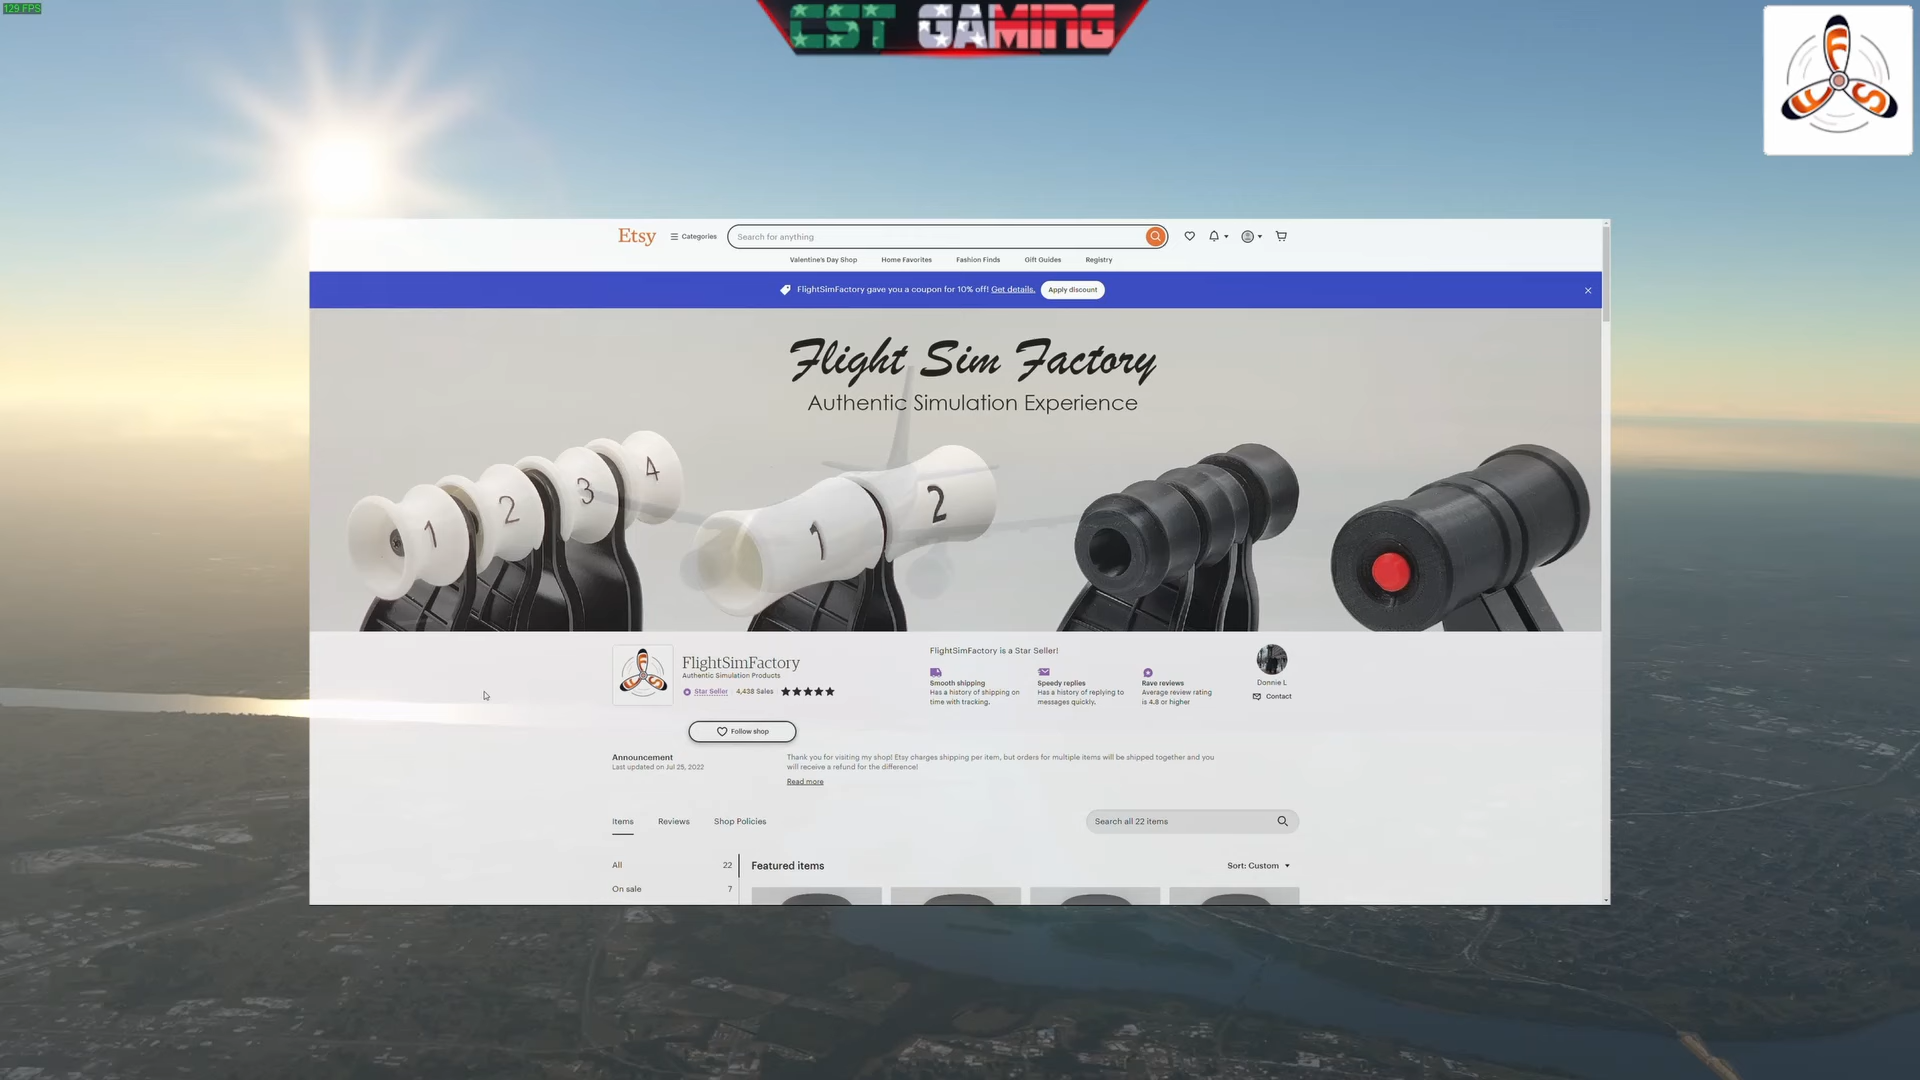 129 FPS
CST GAMING
FFS
Etsy
Categories
Search for anything
Valentine's Day Shop
Home Favorites
Fashion Finds
Gift Guides
Registry
FlightSimFactory gave you a coupon for 10% off! Get details.
Apply discount
Flight Sim Factory
Authentic Simulation Experience
1
2
3
4
1
2
FlightSimFactory
Authentic Simulation Products
Star Seller
4,438 Sales
Follow shop
FlightSimFactory is a Star Seller!
Smooth shipping
Has a history of shipping on
time with tracking.
Speedy replies
Has a history of replying to
messages quickly.
Rave reviews
Average review rating
is 4.8 or higher
Donnie L
Contact
Announcement
Last updated on Jul 25, 2022
Thank you for visiting my shop! Etsy charges shipping per item, but orders for multiple items will be shipped together and you
will receive a refund for the difference!
Read more
Items
Reviews
Shop Policies
Search all 22 items
All
22
On sale
7
Featured items
Sort: Custom